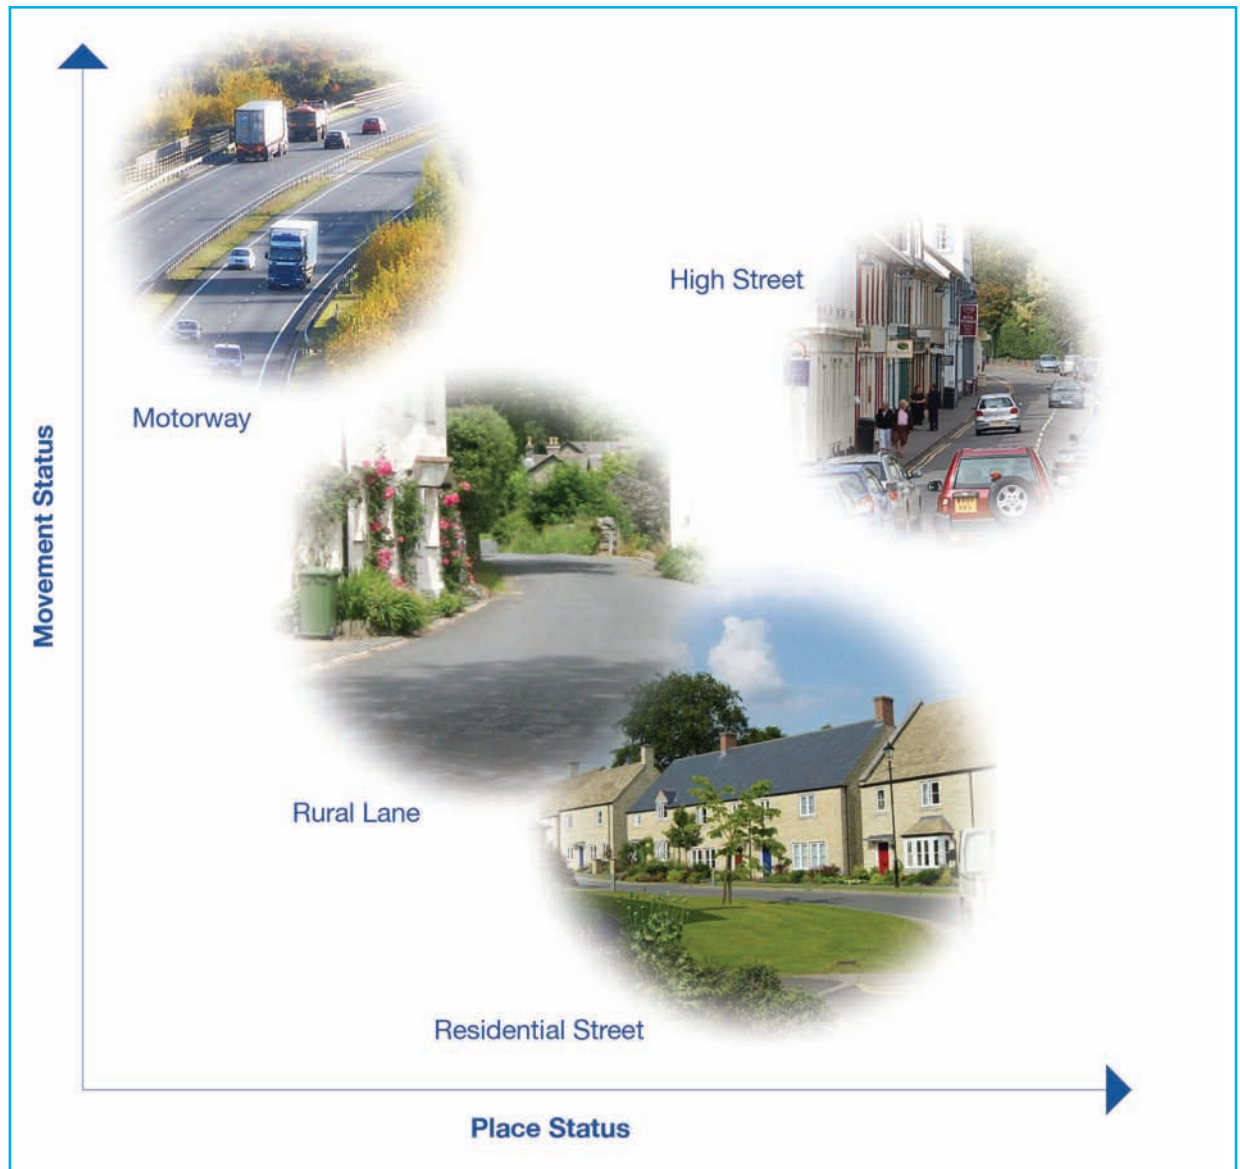 High Street
Motorway
Movement Status
Rural Lane
Residential Street
Place Status